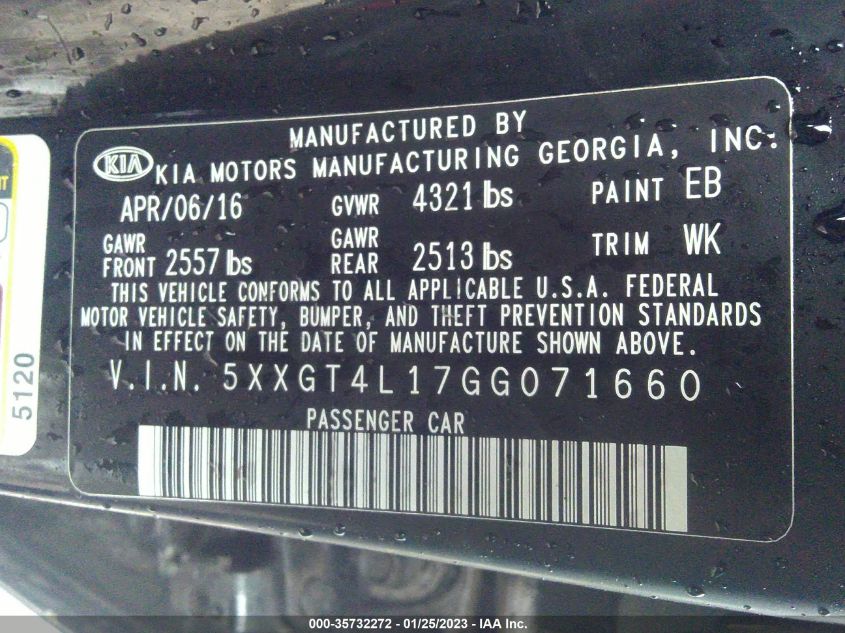 MANUFACTURED BY
KIA KIA MOTORS MANUFACTURING GEORGIA, INC:
APR/06/16 GVWR 4321 lbs PAINT EB
GAWR FRONT 2557 lbs GAWR REAR 2513 lbs TRIM WK
THIS VEHICLE CONFORMS TO ALL APPLICABLE U.S.A. FEDERAL
MOTOR VEHICLE SAFETY, BUMPER, AND THEFT PREVENTION STANDARDS
IN EFFECT ON THE DATE OF MANUFACTURE SHOWN ABOVE.
V.I.N. 5XXGT4L17GG071660
PASSENGER CAR
5120
000-35732272 - 01/25/2023 - IAA Inc.